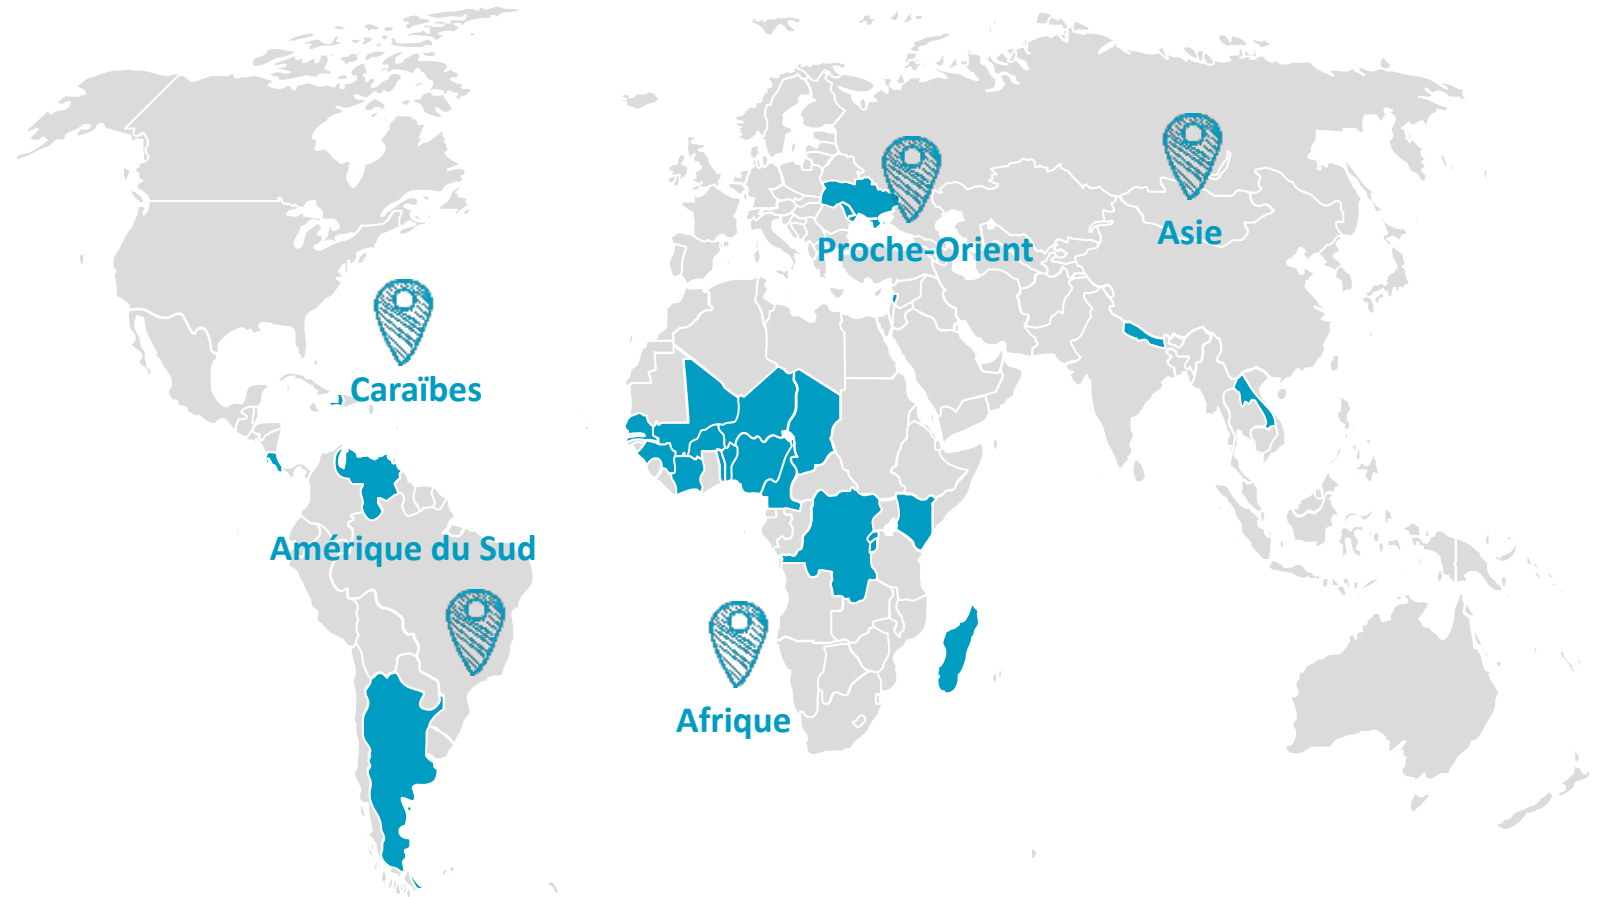 Asie
Proche-Orient
Caraïbes
Amérique du Sud
Afrique